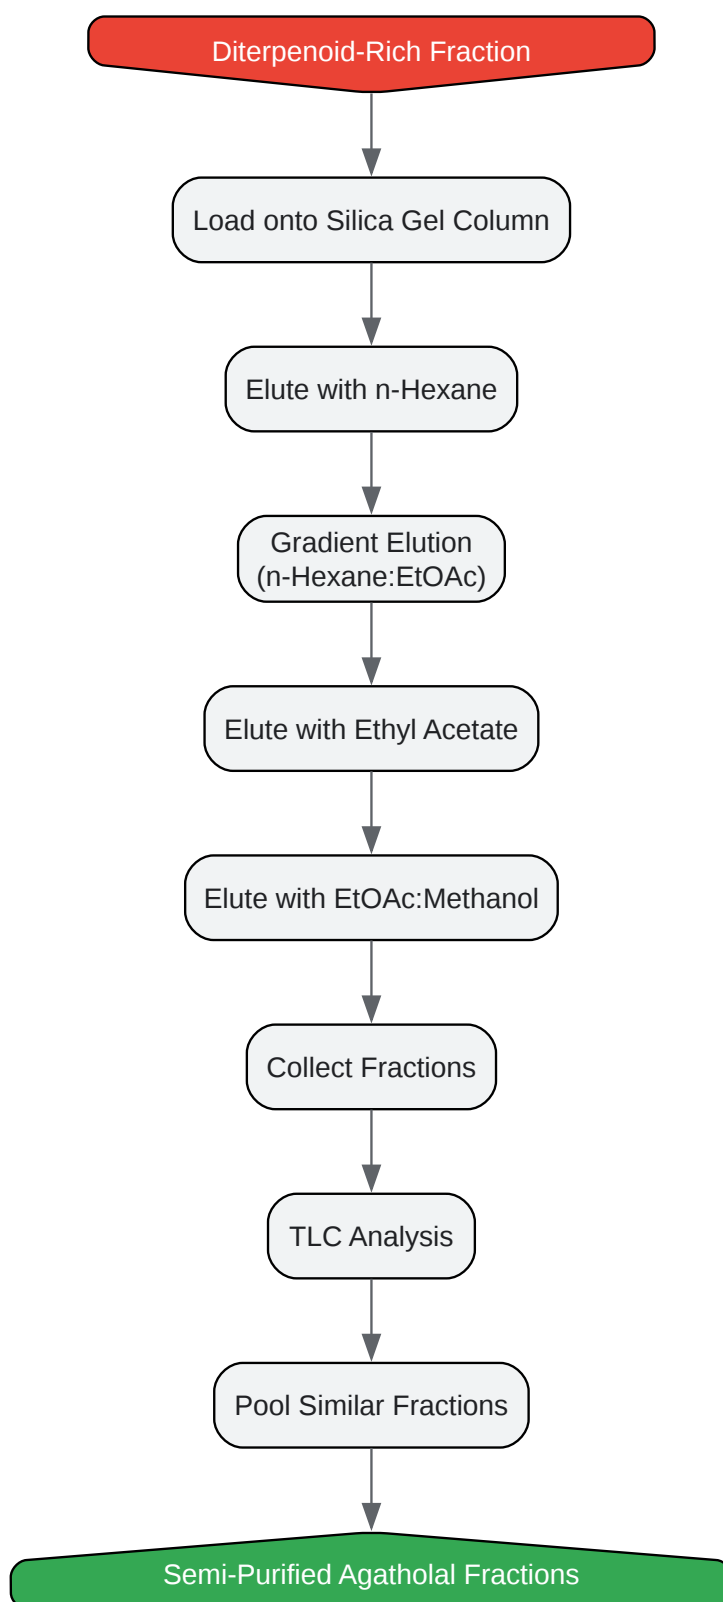 Diterpenoid-Rich Fraction
Load onto Silica Gel Column
Elute with n-Hexane
Gradient Elution
(n-Hexane:EtOAc)
Elute with Ethyl Acetate
Elute with EtOAc:Methanol
Collect Fractions
TLC Analysis
Pool Similar Fractions
Semi-Purified Agatholal Fractions